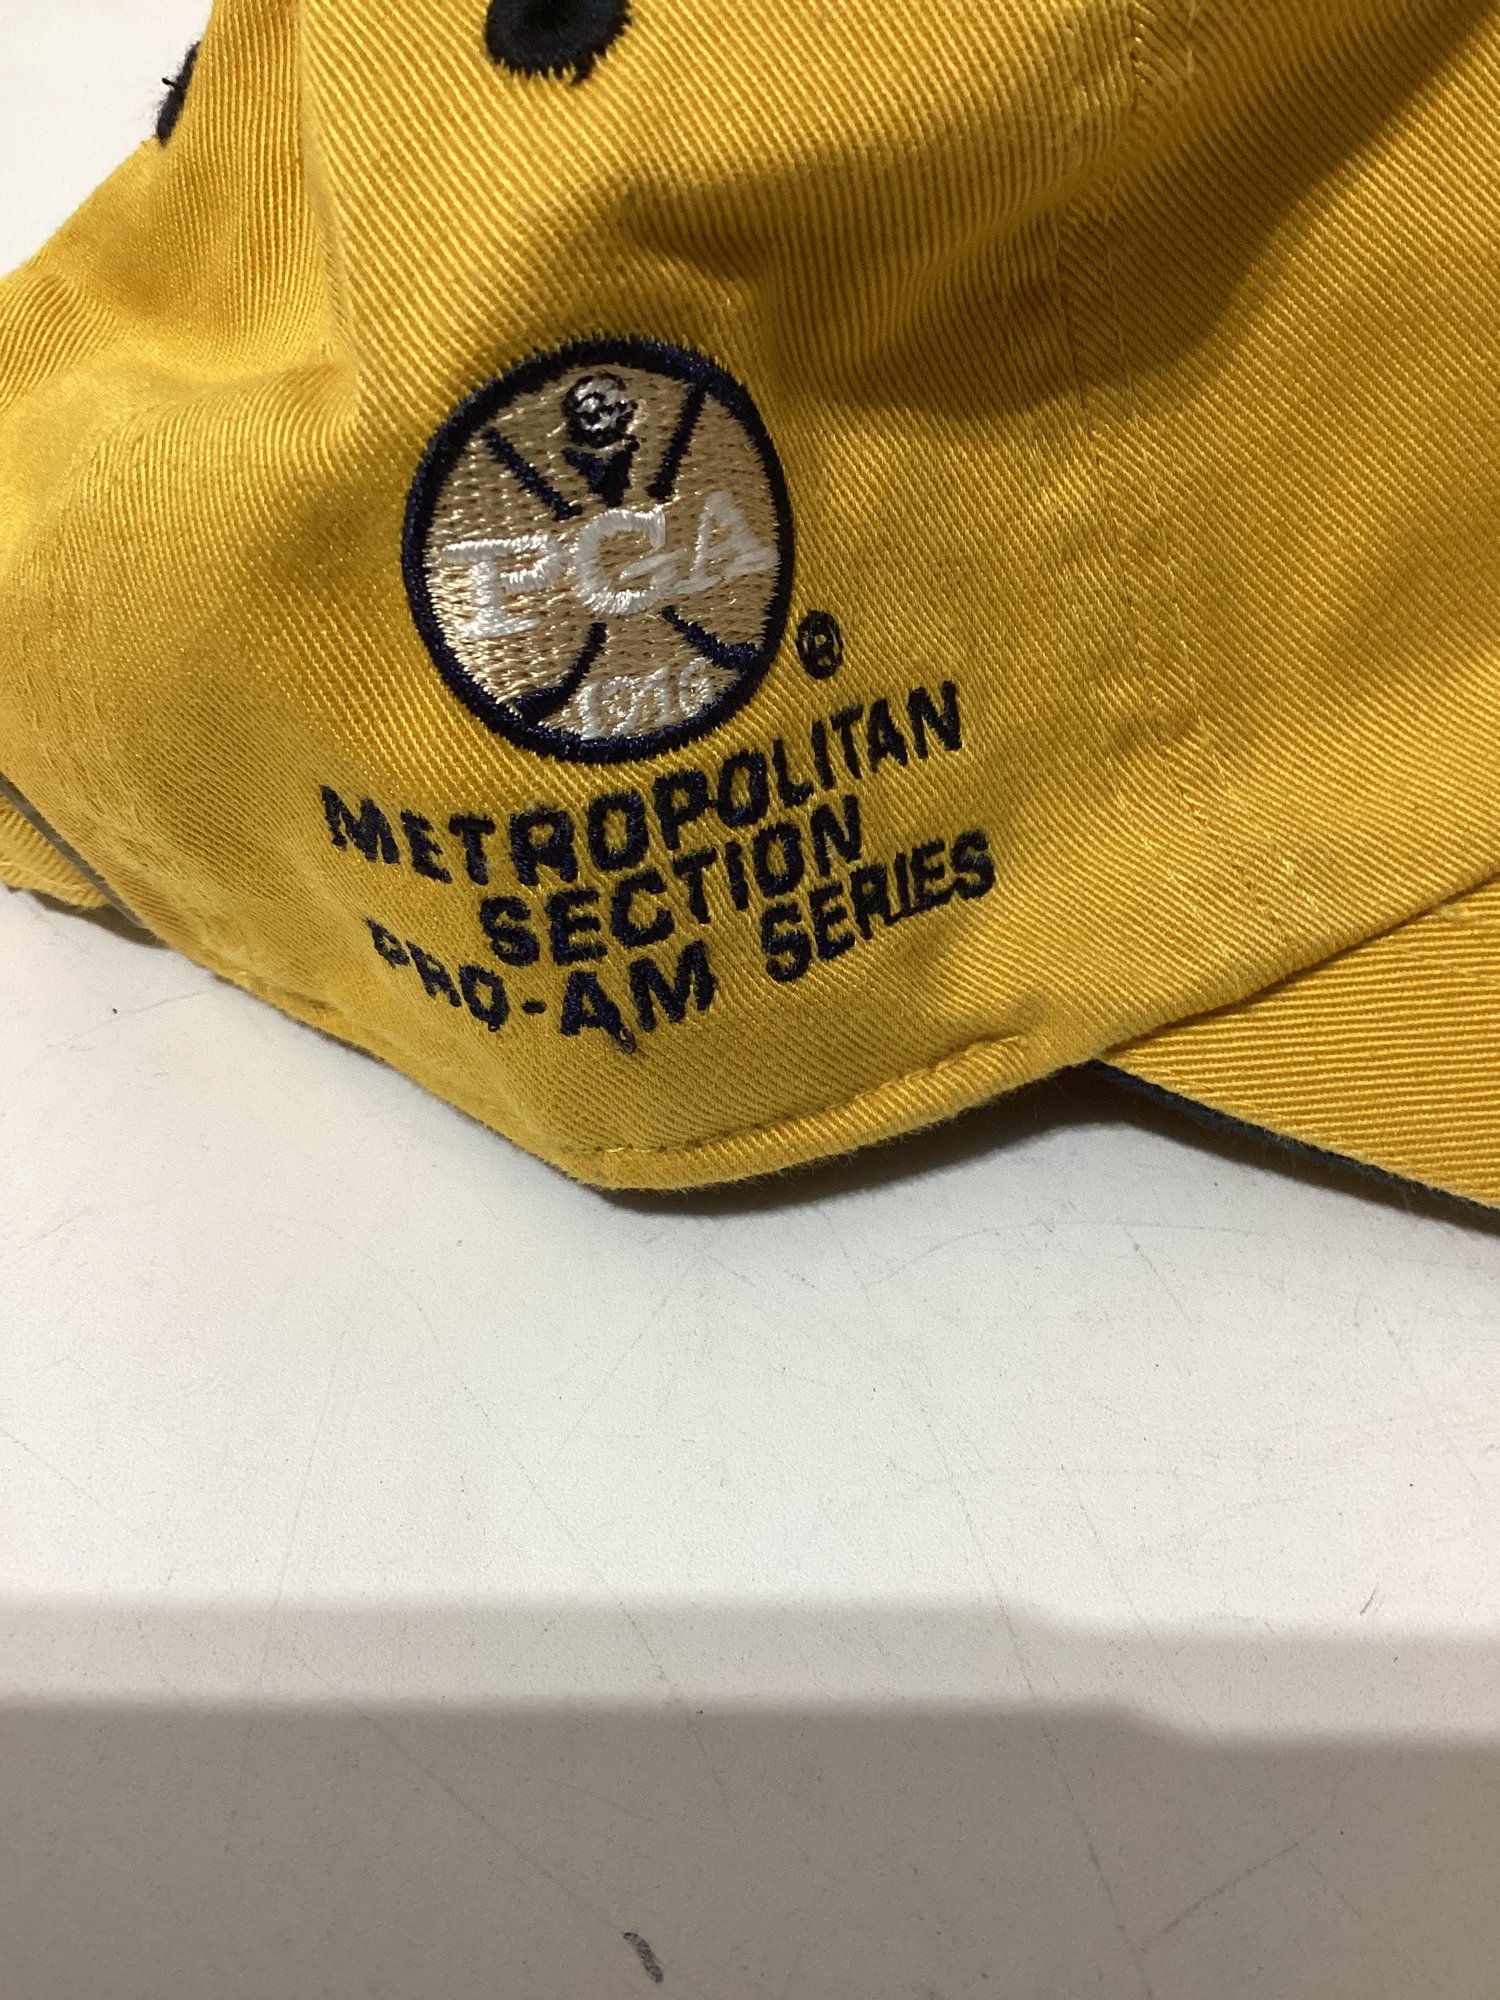 PGA
1916
®
METROPOLITAN
SECTION
PRO-AM SERIES